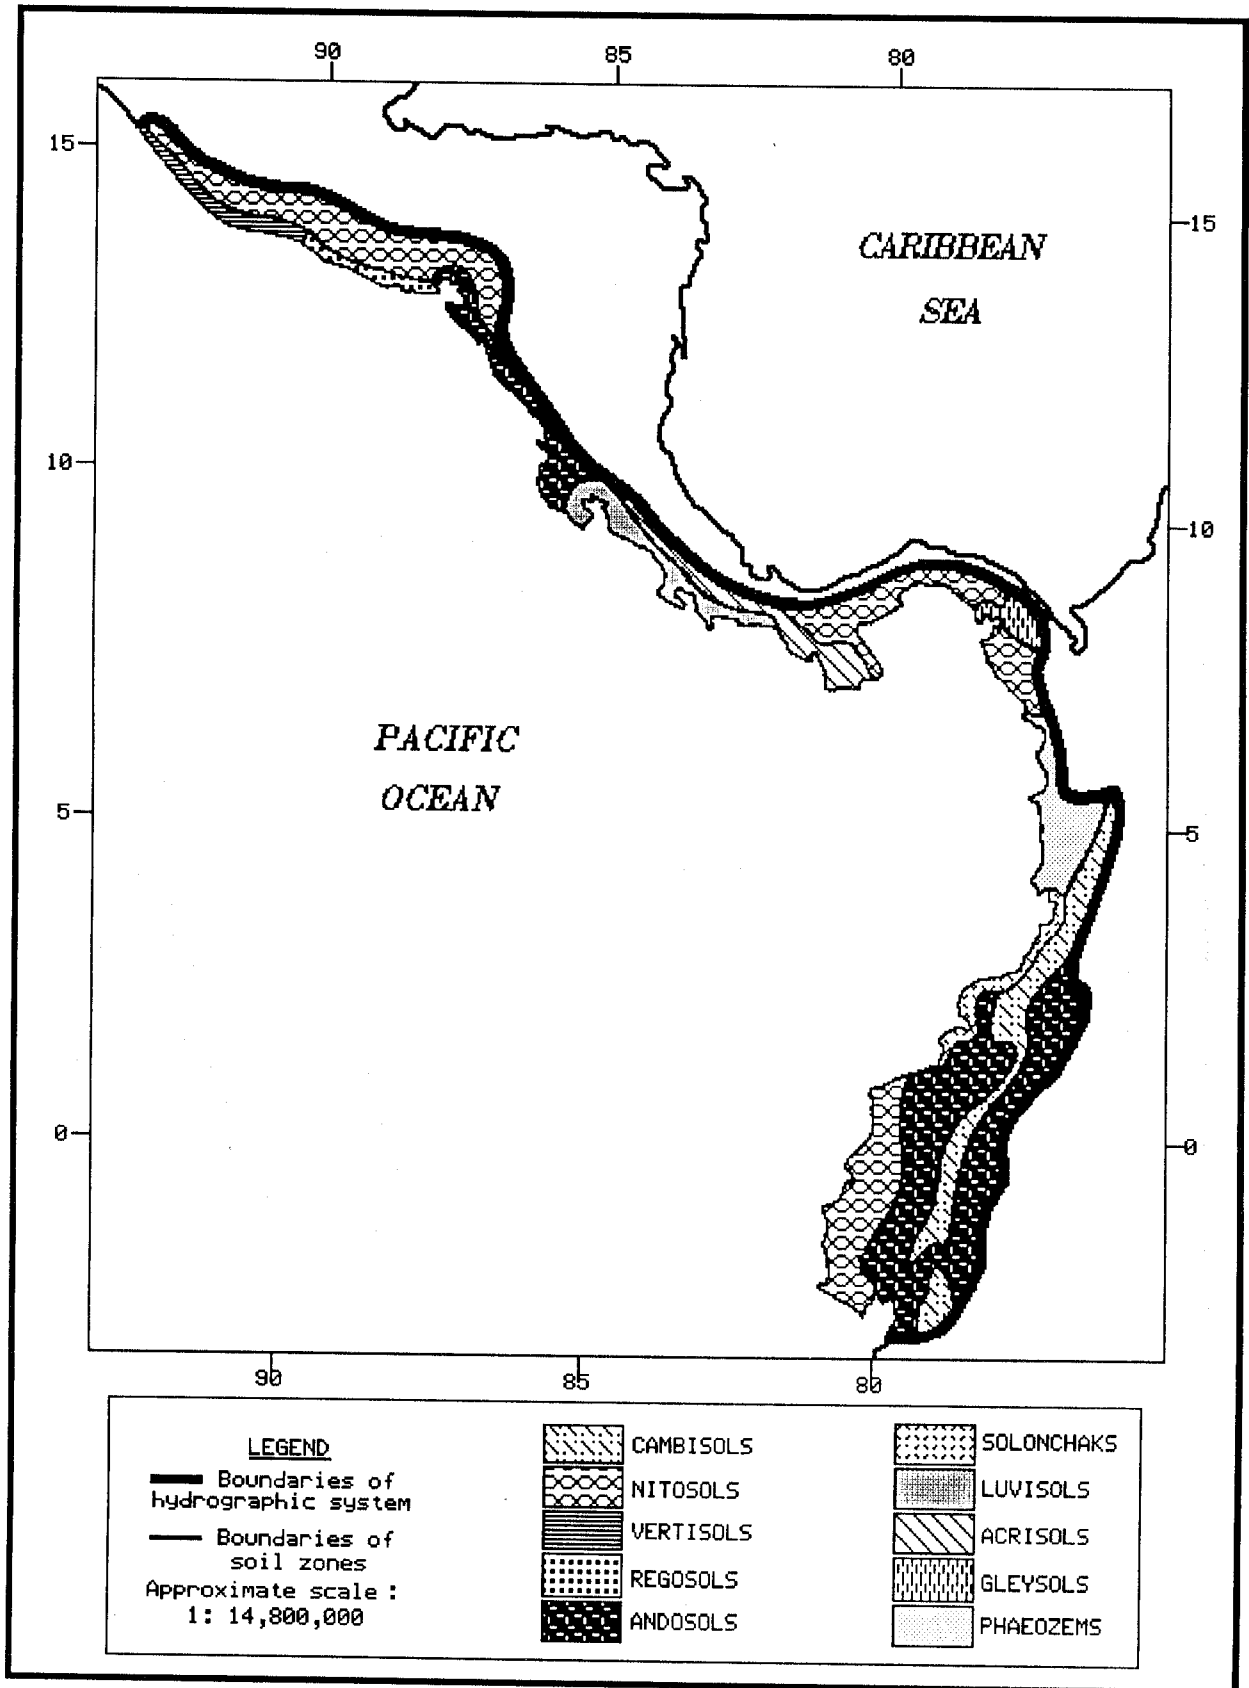 90 85 80
15
15
CARIBBEAN
SEA
10
10
PACIFIC
OCEAN
5
5
0
0
90 85 80
LEGEND
Boundaries of
hydrographic system
Boundaries of
soil zones
Approximate scale :
1: 14,800,000
CAMBISOLS
NITOSOLS
VERTISOLS
REGOSOLS
ANDOSOLS
SOLONCHAKS
LUVISOLS
ACRISOLS
GLEYSOLS
PHAEOZEMS